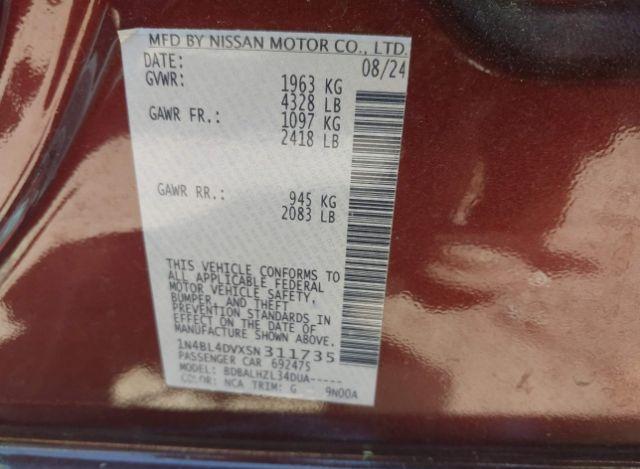 MFD BY NISSAN MOTOR CO., LTD.
DATE: 08/24
GVWR: 1963 KG
4328 LB
GAWR FR.: 1097 KG
2418 LB
GAWR RR.: 945 KG
2083 LB
THIS VEHICLE CONFORMS TO
ALL APPLICABLE FEDERAL
MOTOR VEHICLE SAFETY,
BUMPER, AND THEFT
PREVENTION STANDARDS IN
EFFECT ON THE DATE OF
MANUFACTURE SHOWN ABOVE.
1N4BL4DVXSN311735
PASSENGER CAR 692475
MODEL: BDBALHZL34DUA-----
COLOR: NCA TRIM: G 9N00A